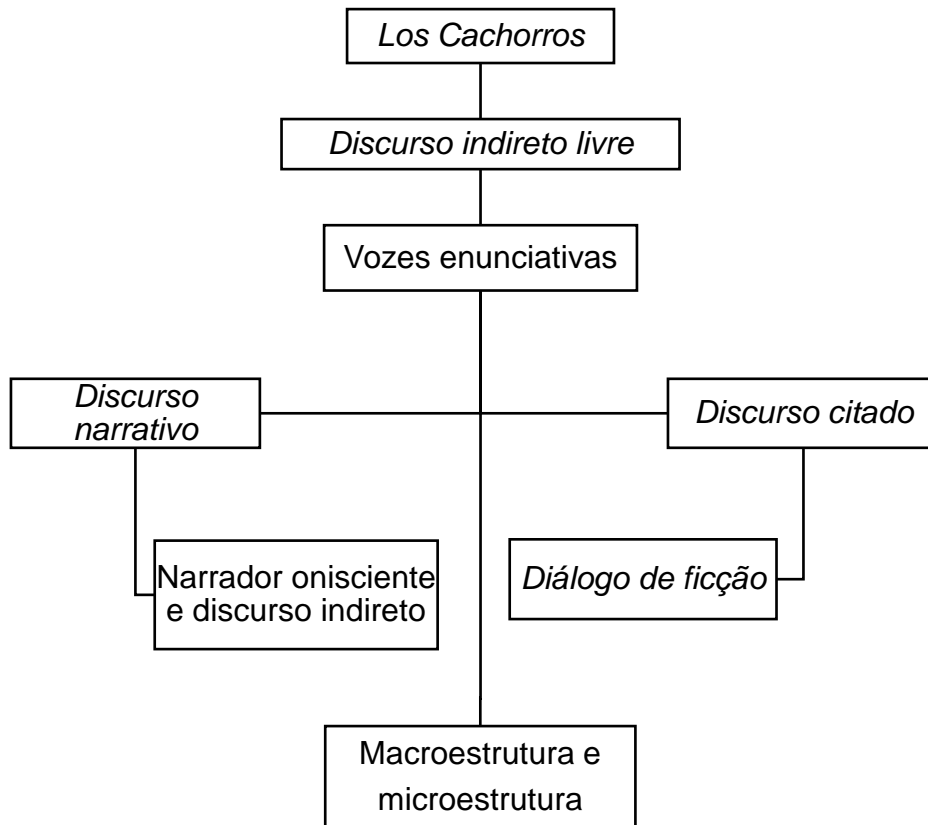 Los Cachorros
Discurso indireto livre
Vozes enunciativas
Discurso
narrativo
Discurso citado
Narrador onisciente
e discurso indireto
Diálogo de ficção
Macroestrutura e
microestrutura